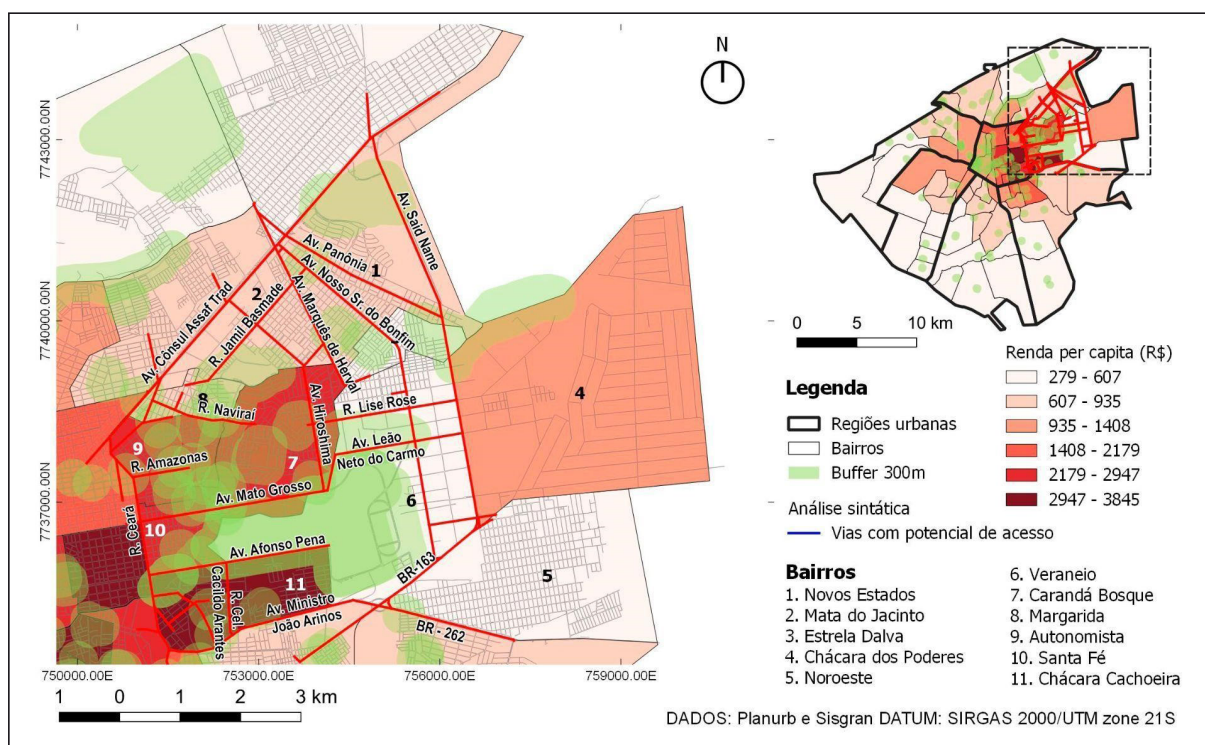 N
7743000.00N
7740000.00N
7737000.00N
750000.00E
753000.00E
756000.00E
759000.00E
1 0 1 2 3 km
Av. Said Name
Av. Panônia
1
Av. Nosso Sr. do Bonfim
2
Av. Marquês de Herval
Av. Cônsul Assaf Trad
R. Jamil Basmade
4
8
R. Naviraí
Av. Hiroshima
R. Lise Rose
9
R. Amazonas
7
Av. Leão
Neto do Carmo
Av. Mato Grosso
6
R. Ceará
10
Av. Afonso Pena
BR-163
5
Cacildo Arantes
R. Cel.
11
Av. Ministro
João Arinos
BR - 262
0 5 10 km
Legenda
Regiões urbanas
Bairros
Buffer 300m
Análise sintática
Vias com potencial de acesso
Renda per capita (R$)
279 - 607
607 - 935
935 - 1408
1408 - 2179
2179 - 2947
2947 - 3845
Bairros
1. Novos Estados
2. Mata do Jacinto
3. Estrela Dalva
4. Chácara dos Poderes
5. Noroeste
6. Veraneio
7. Carandá Bosque
8. Margarida
9. Autonomista
10. Santa Fé
11. Chácara Cachoeira
DADOS: Planurb e Sisgran DATUM: SIRGAS 2000/UTM zone 21S